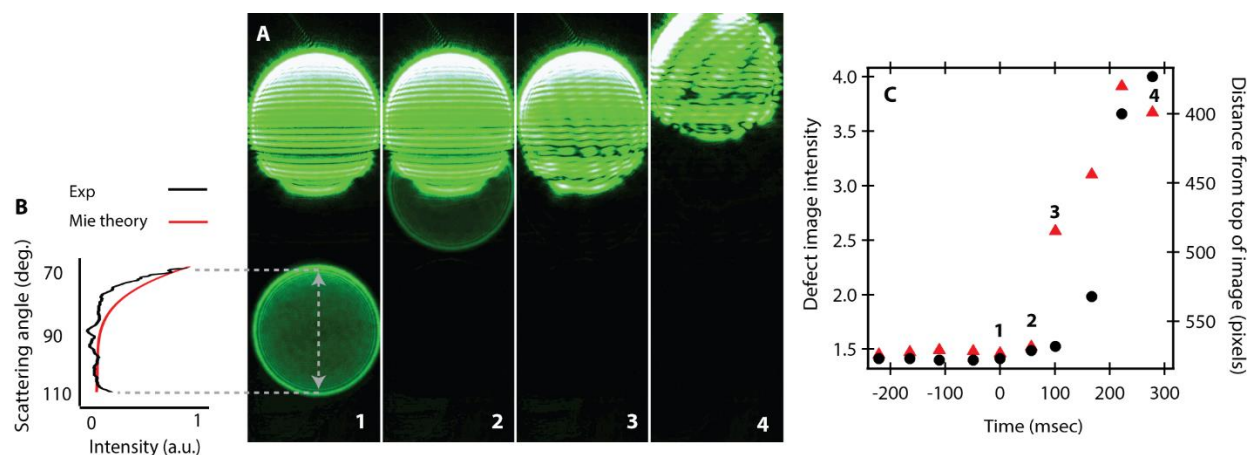 A
1
2
3
4
B
Exp
Mie theory
Scattering angle (deg.)
70
90
110
0
1
Intensity (a.u.)
C
Defect image intensity
4.0
3.5
3.0
2.5
2.0
1.5
1
2
3
4
400
450
500
550
Distance from top of image (pixels)
-200
-100
0
100
200
300
Time (msec)